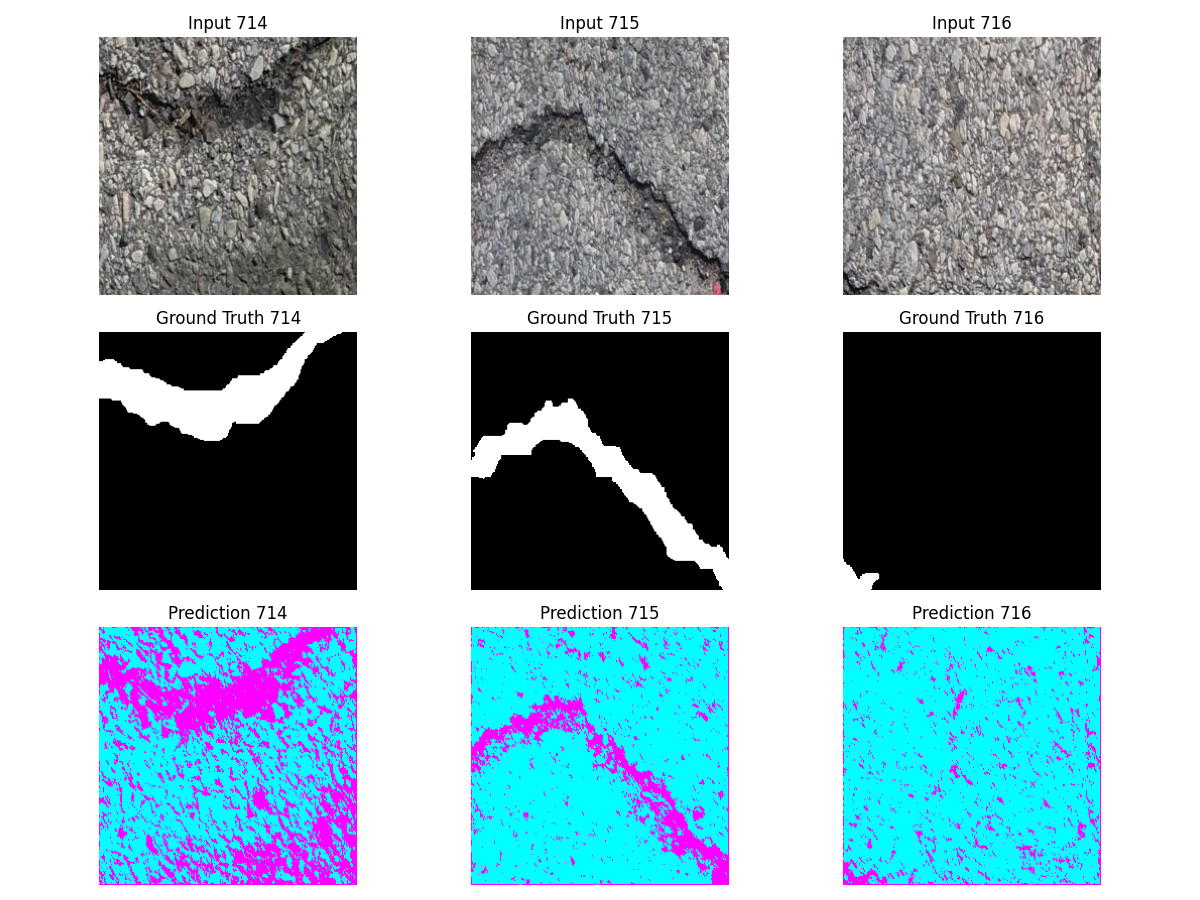 Input 714
Input 715
Input 716
Ground Truth 714
Ground Truth 715
Ground Truth 716
Prediction 714
Prediction 715
Prediction 716